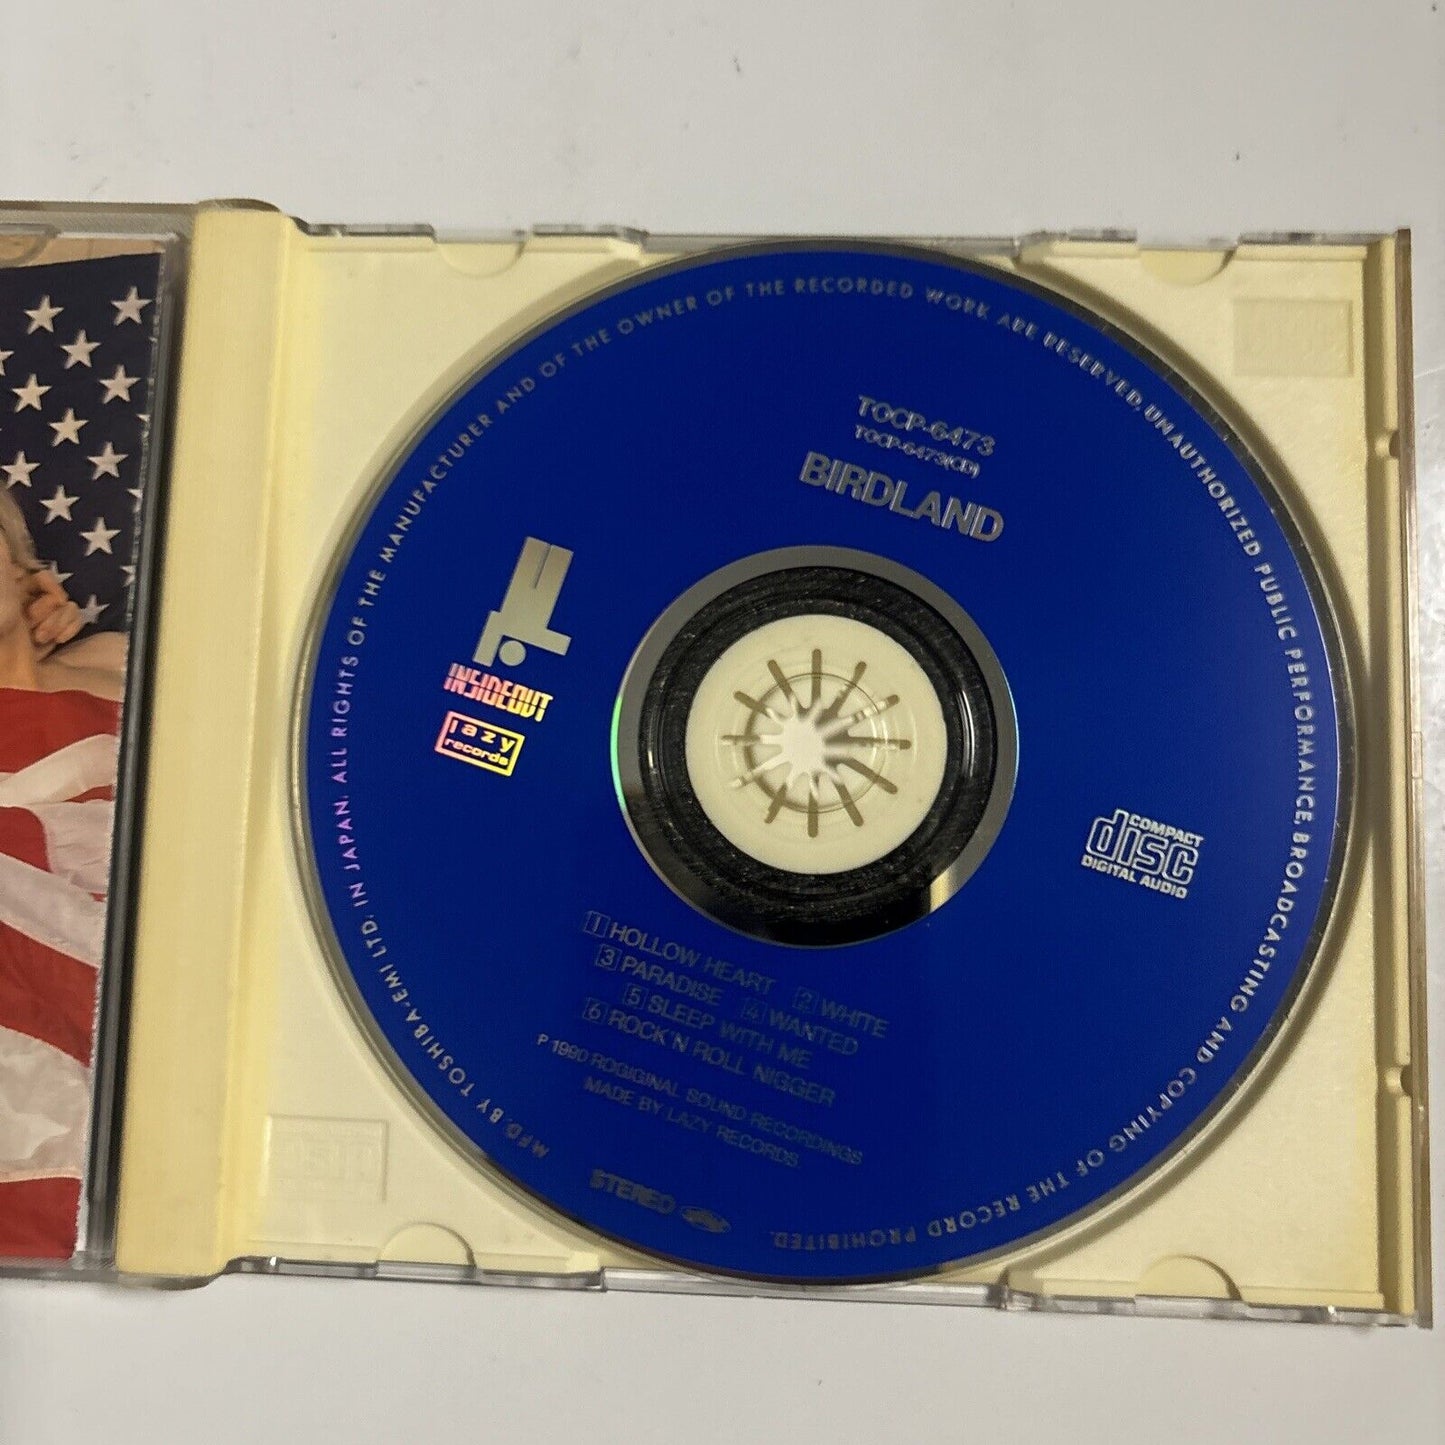 MFD. BY TOSHIBA-EMI LTD. IN JAPAN. ALL RIGHTS OF THE MANUFACTURER AND OF THE OWNER OF THE RECORDED WORK ARE RESERVED. UNAUTHORIZED PUBLIC PERFORMANCE, BROADCASTING AND COPYING OF THE RECORD PROHIBITED.
TOCP-6473
TOCP-6473(CD)
BIRDLAND
INSIDEOUT
lazy
records
COMPACT
disc
DIGITAL AUDIO
1 HOLLOW HEART 2 WHITE
3 PARADISE 4 WANTED
5 SLEEP WITH ME
6 ROCK'N ROLL NIGGER
P 1990 ROGIGINAL SOUND RECORDINGS
MADE BY LAZY RECORDS.
STEREO